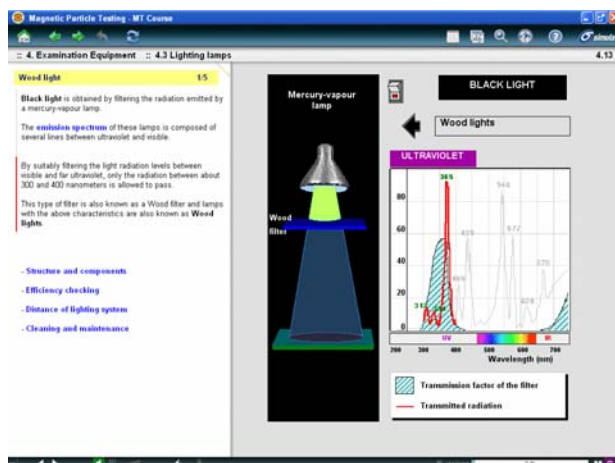 Magnetic Particle Testing - MT Course
:: 4. Examination Equipment :: 4.3 Lighting lamps
4.13
Wood light 1/5
Black light is obtained by filtering the radiation emitted by
a mercury-vapour lamp.
The emission spectrum of these lamps is composed of
several lines between ultraviolet and visible.
By suitably filtering the light radiation levels between
visible and far ultraviolet, only the radiation between about
300 and 400 nanometers is allowed to pass.
This type of filter is also known as a Wood filter and lamps
with the above characteristics are also known as Wood
lights.
- Structure and components
- Efficiency checking
- Distance of lighting system
- Cleaning and maintenance
Mercury-vapour
lamp
Wood
filter
BLACK LIGHT
Wood lights
ULTRAVIOLET
365
80
60
40
20
0
UV
IR
200 300 400 500 600 700
Wavelength (nm)
Transmission factor of the filter
Transmitted radiation